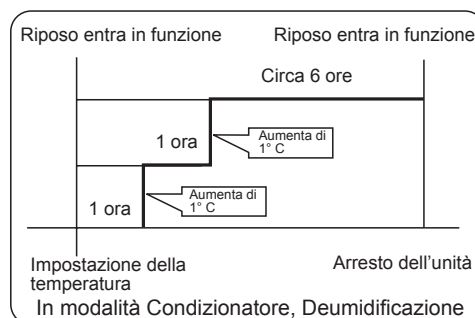 Riposo entra in funzione
Riposo entra in funzione
Circa 6 ore
1 ora
Aumenta di
1° C
1 ora
Aumenta di
1° C
Impostazione della
temperatura
Arresto dell'unità
In modalità Condizionatore, Deumidificazione